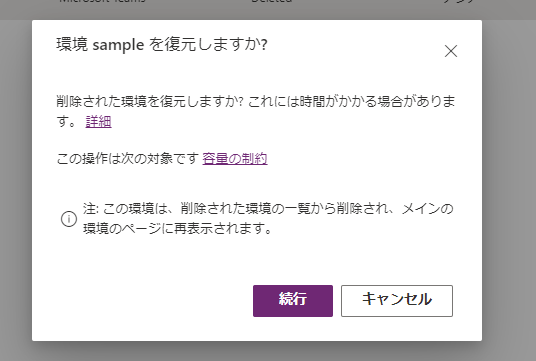 Microsoft Teams Deleted アジア
環境 sample を復元しますか?
削除された環境を復元しますか? これには時間がかかる場合がありま
す。 詳細
この操作は次の対象です 容量の制約
注: この環境は、削除された環境の一覧から削除され、メインの
環境のページに再表示されます。
続行 キャンセル